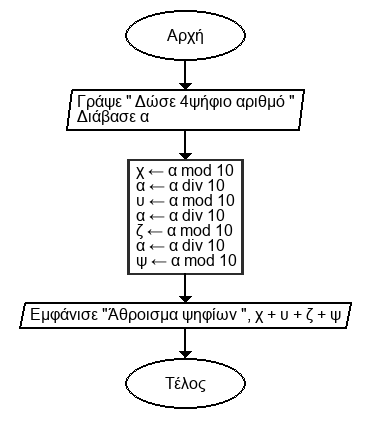 Αρχή
Γράψε " Δώσε 4ψήφιο αριθμό "
Διάβασε α
χ ← α mod 10
α ← α div 10
υ ← α mod 10
α ← α div 10
ζ ← α mod 10
α ← α div 10
ψ ← α mod 10
Εμφάνισε "Άθροισμα ψηφίων ", χ + υ + ζ + ψ
Τέλος